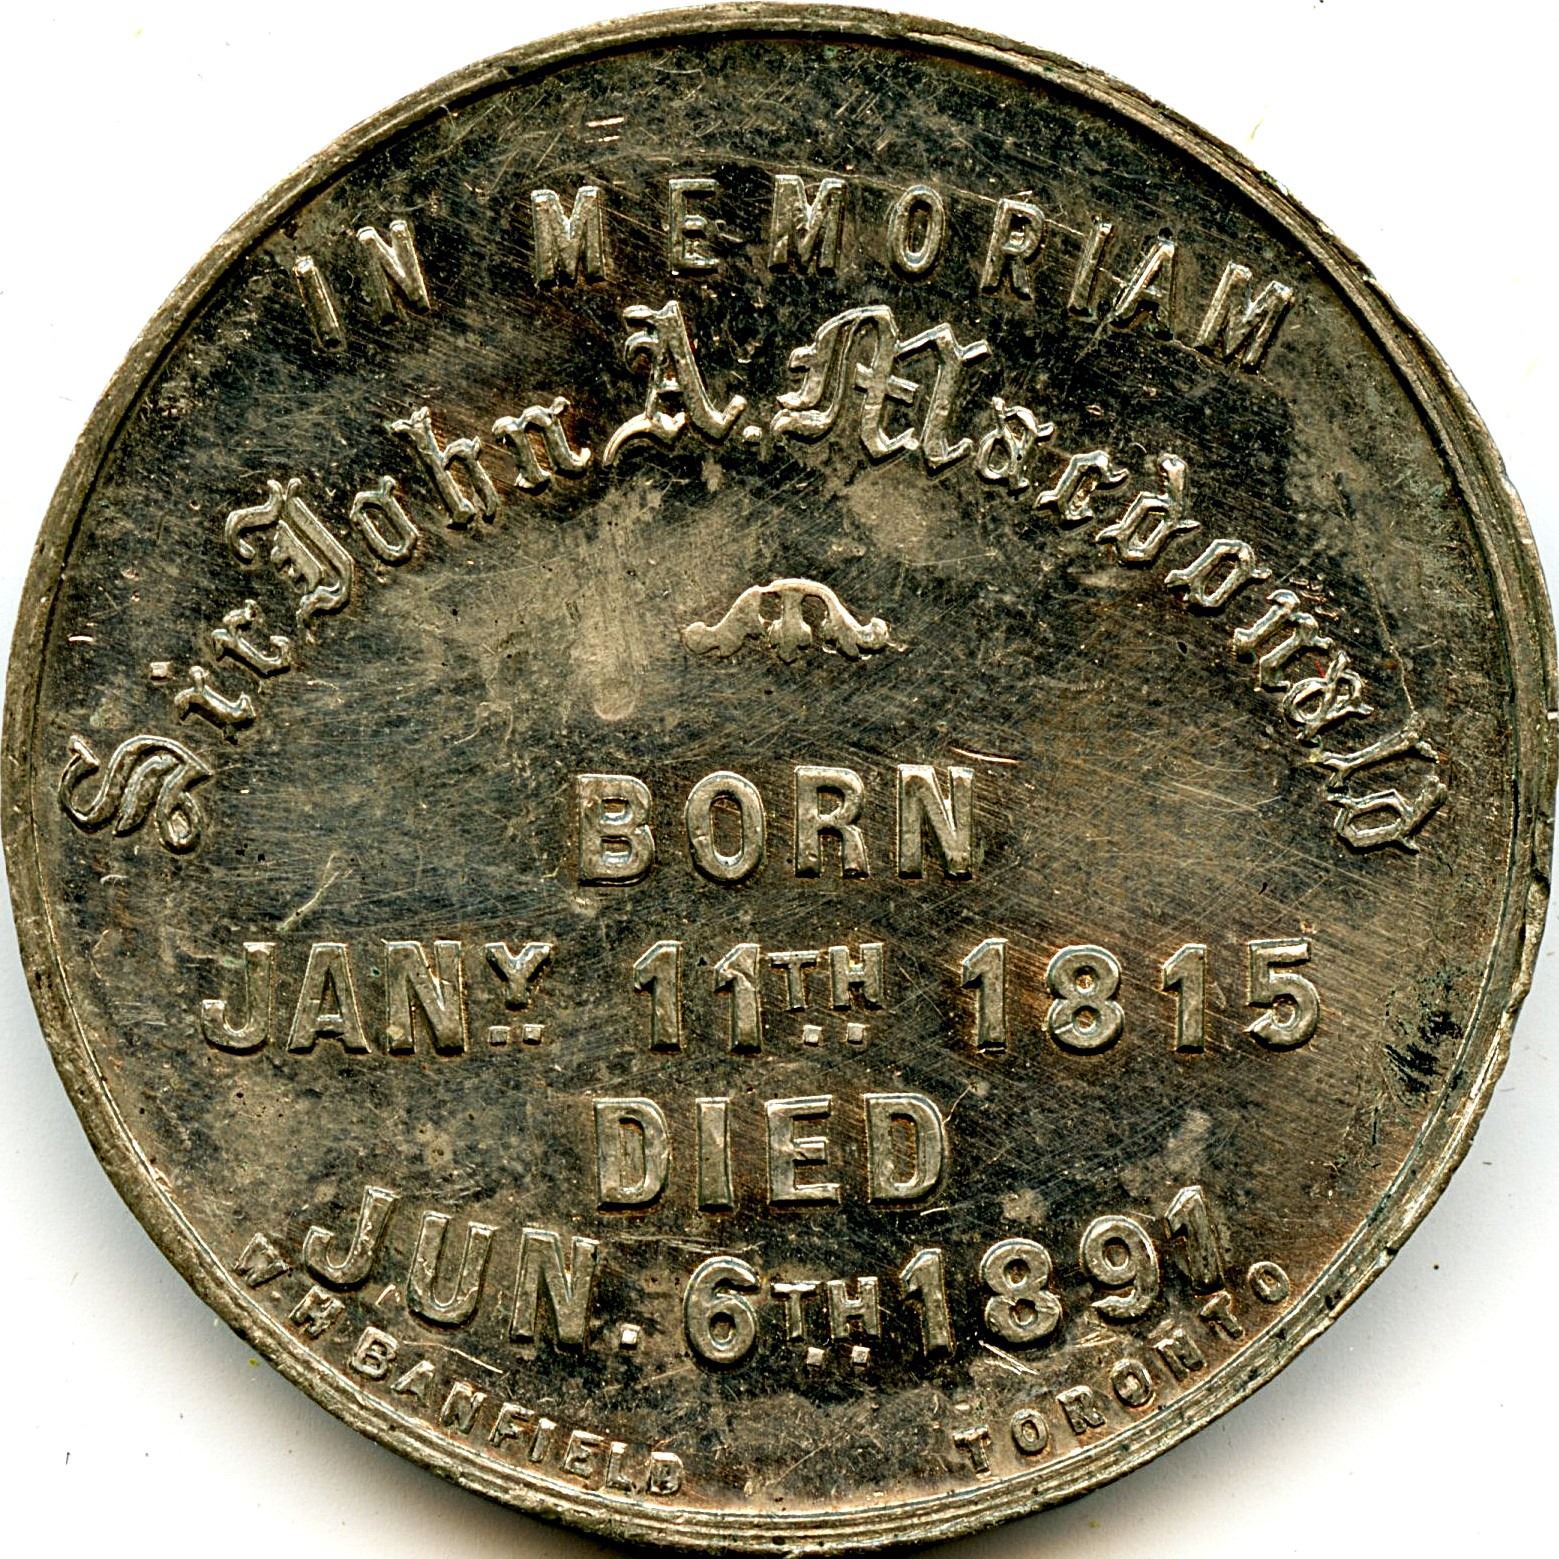 IN MEMORIAM
Sir John A. Macdonald
BORN
JANY. 11TH 1815
DIED
JUN. 6TH 1891.
W. H BANFIELD TORONTO